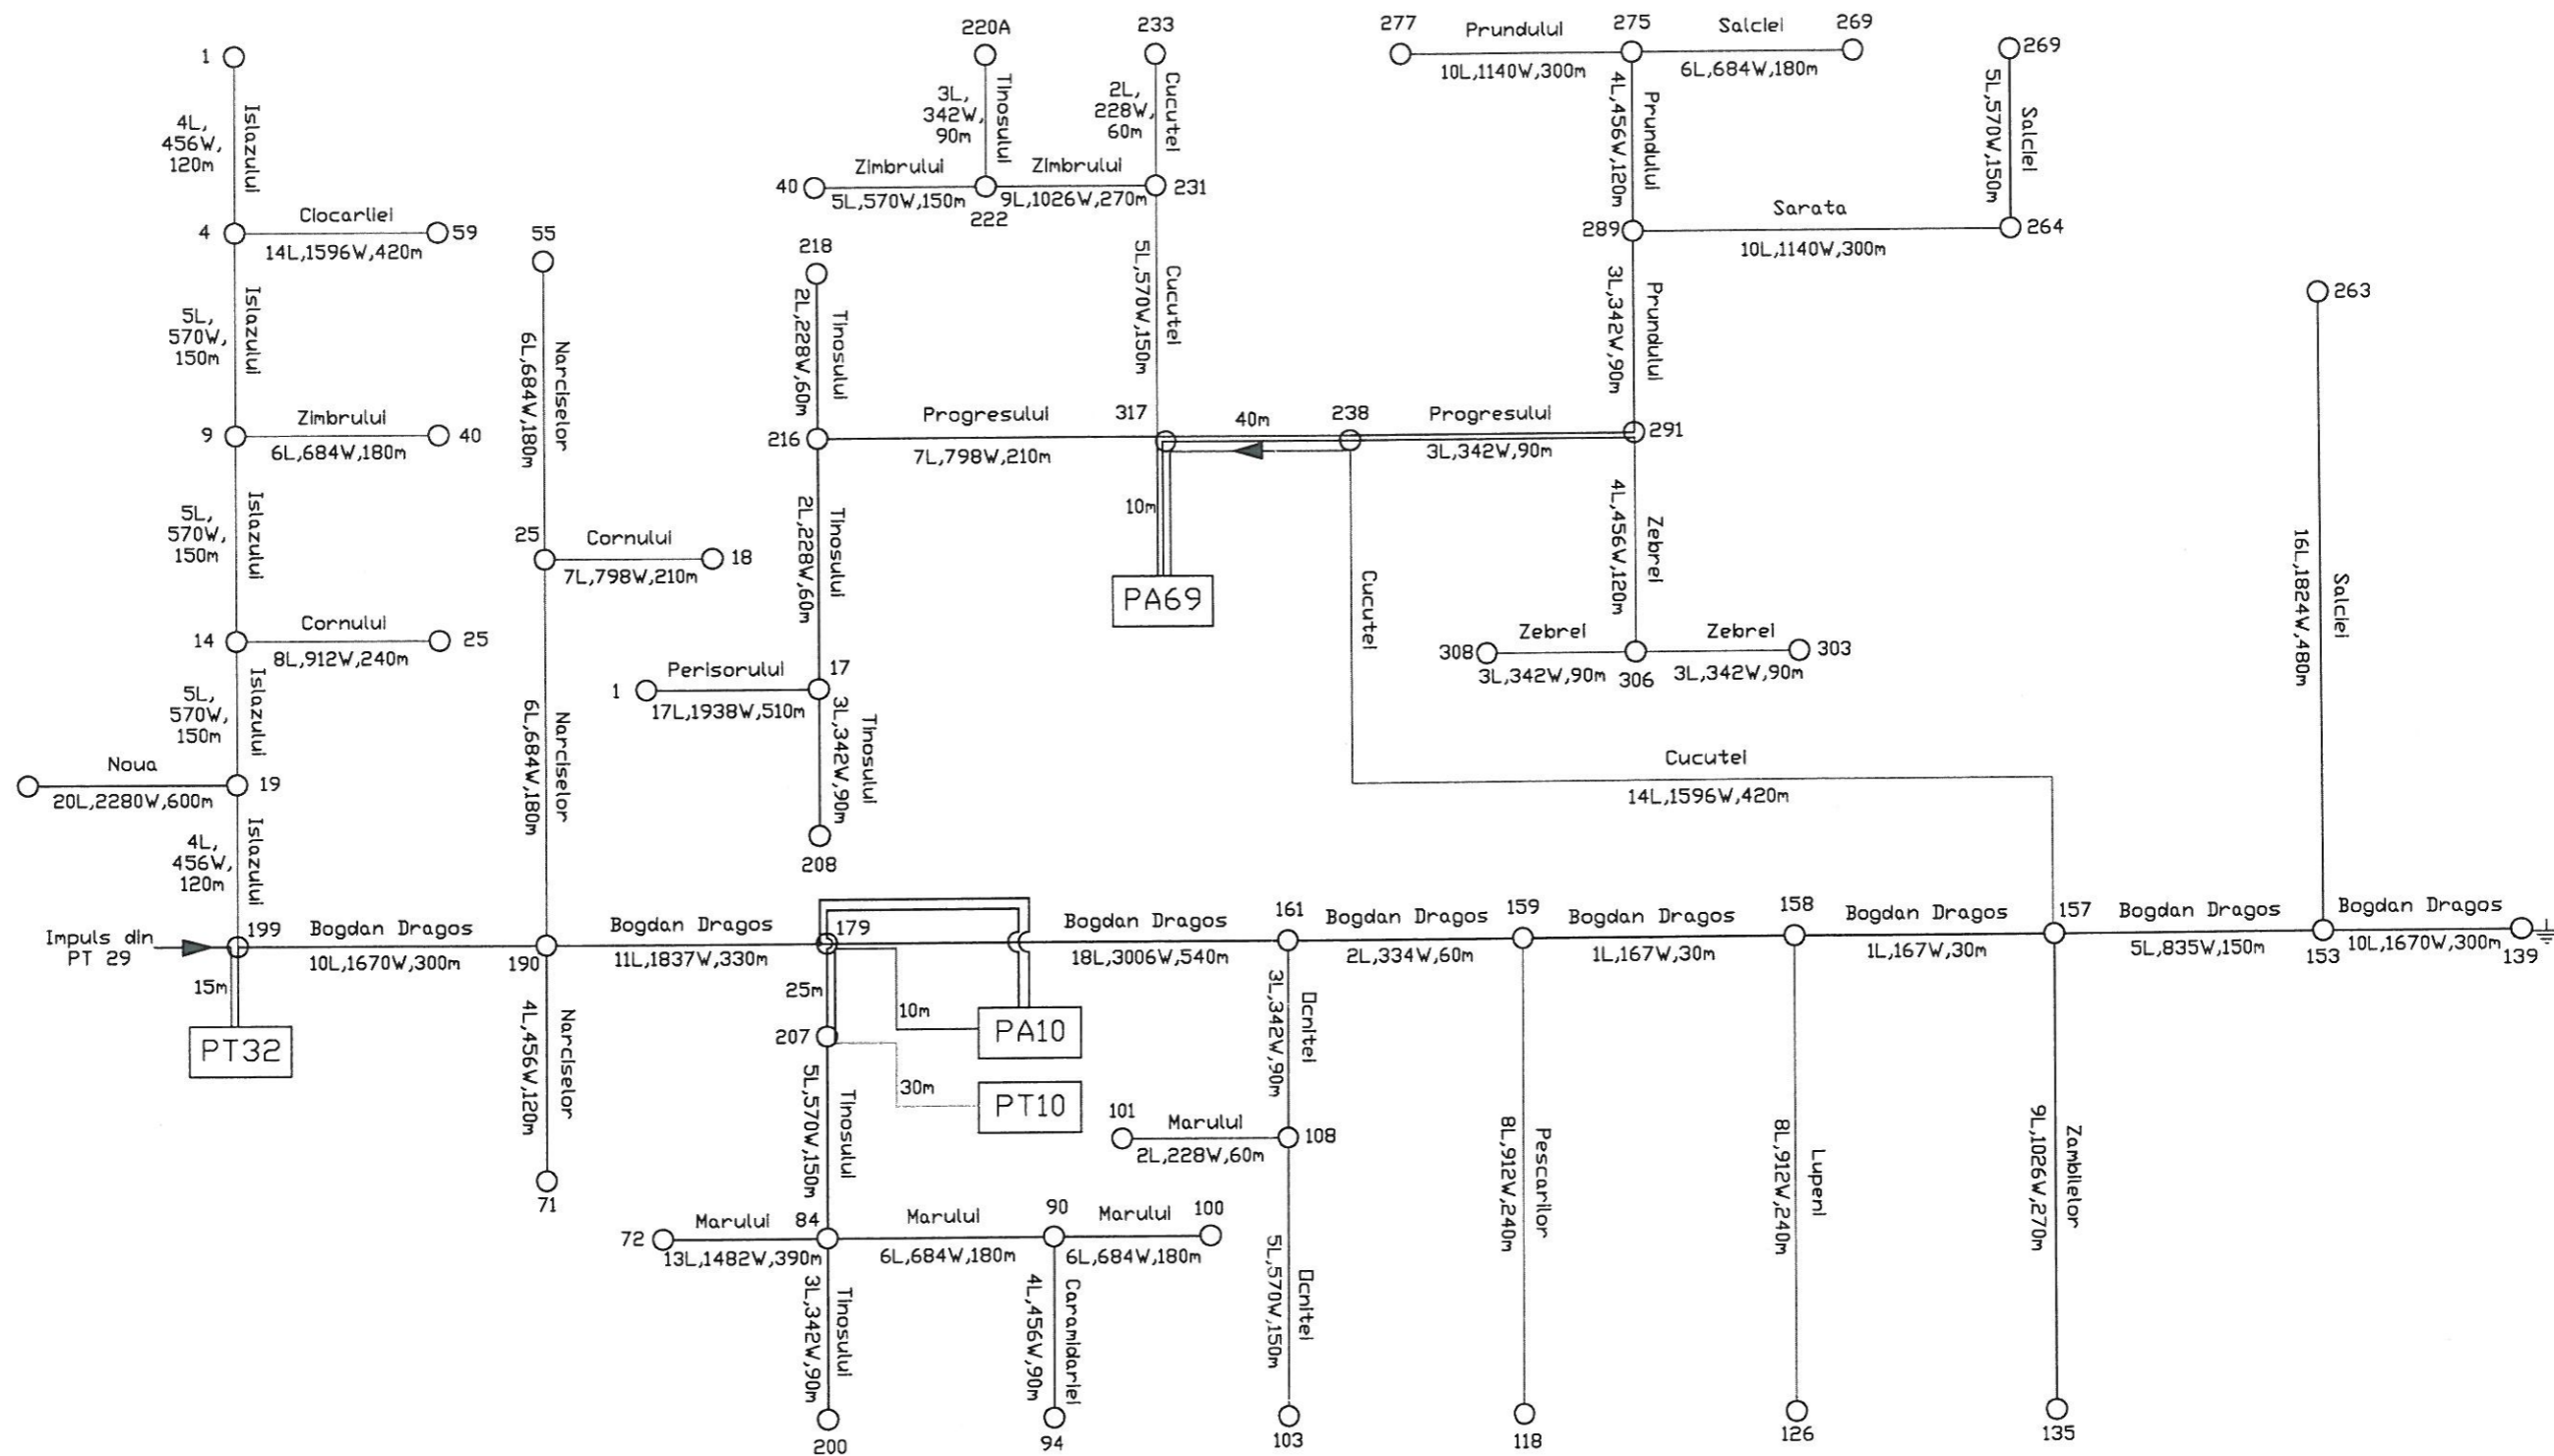 220A
233
277
Prundului
275
Salciei
269
10L,1140W,300m
6L,684W,180m
269
1
Islazului
4L,
456W,
120m
3L,
342W,
90m
Tinosului
2L,
228W,
60m
Cucutei
4L,456W,120m
Prundului
5L,570W,150m
Salciei
40
Zimbrului
5L,570W,150m
222
Zimbrului
9L,1026W,270m
231
4
Ciocarliei
14L,1596W,420m
59
55
289
Sarata
10L,1140W,300m
264
218
263
5L,
570W,
150m
Islazului
6L,684W,180m
Narciselor
2L,228W,60m
Tinosului
5L,570W,150m
Cucutei
3L,342W,90m
Prundului
9
Zimbrului
6L,684W,180m
40
216
Progresului
7L,798W,210m
317
40m
238
Progresului
3L,342W,90m
291
5L,
570W,
150m
Islazului
25
Cornului
7L,798W,210m
18
2L,228W,60m
Tinosului
10m
PA69
Cucutei
4L,456W,120m
Zebrei
16L,1824W,480m
Salciei
14
Cornului
8L,912W,240m
25
308
Zebrei
3L,342W,90m
306
Zebrei
3L,342W,90m
303
5L,
570W,
150m
Islazului
6L,684W,180m
Narciselor
1
Perisorului
17L,1938W,510m
17
3L,342W,90m
Tinosului
208
Noua
20L,2280W,600m
19
Cucutei
14L,1596W,420m
4L,
456W,
120m
Islazului
Impuls din
PT 29
199
Bogdan Dragos
10L,1670W,300m
190
Bogdan Dragos
11L,1837W,330m
179
Bogdan Dragos
18L,3006W,540m
161
Bogdan Dragos
2L,334W,60m
159
Bogdan Dragos
1L,167W,30m
158
Bogdan Dragos
1L,167W,30m
157
Bogdan Dragos
5L,835W,150m
153
Bogdan Dragos
10L,1670W,300m
139
15m
PT32
4L,456W,120m
Narciselor
71
25m
10m
PA10
207
30m
PT10
3L,342W,90m
Ocnitei
5L,570W,150m
Tinosului
101
Marului
2L,228W,60m
108
8L,912W,240m
Pescarilor
8L,912W,240m
Lupeni
9L,1026W,270m
Zambilelor
72
Marului
13L,1482W,390m
84
Marului
6L,684W,180m
90
Marului
6L,684W,180m
100
3L,342W,90m
Tinosului
4L,456W,90m
Caramidariei
5L,570W,150m
Ocnitei
200
94
103
118
126
135